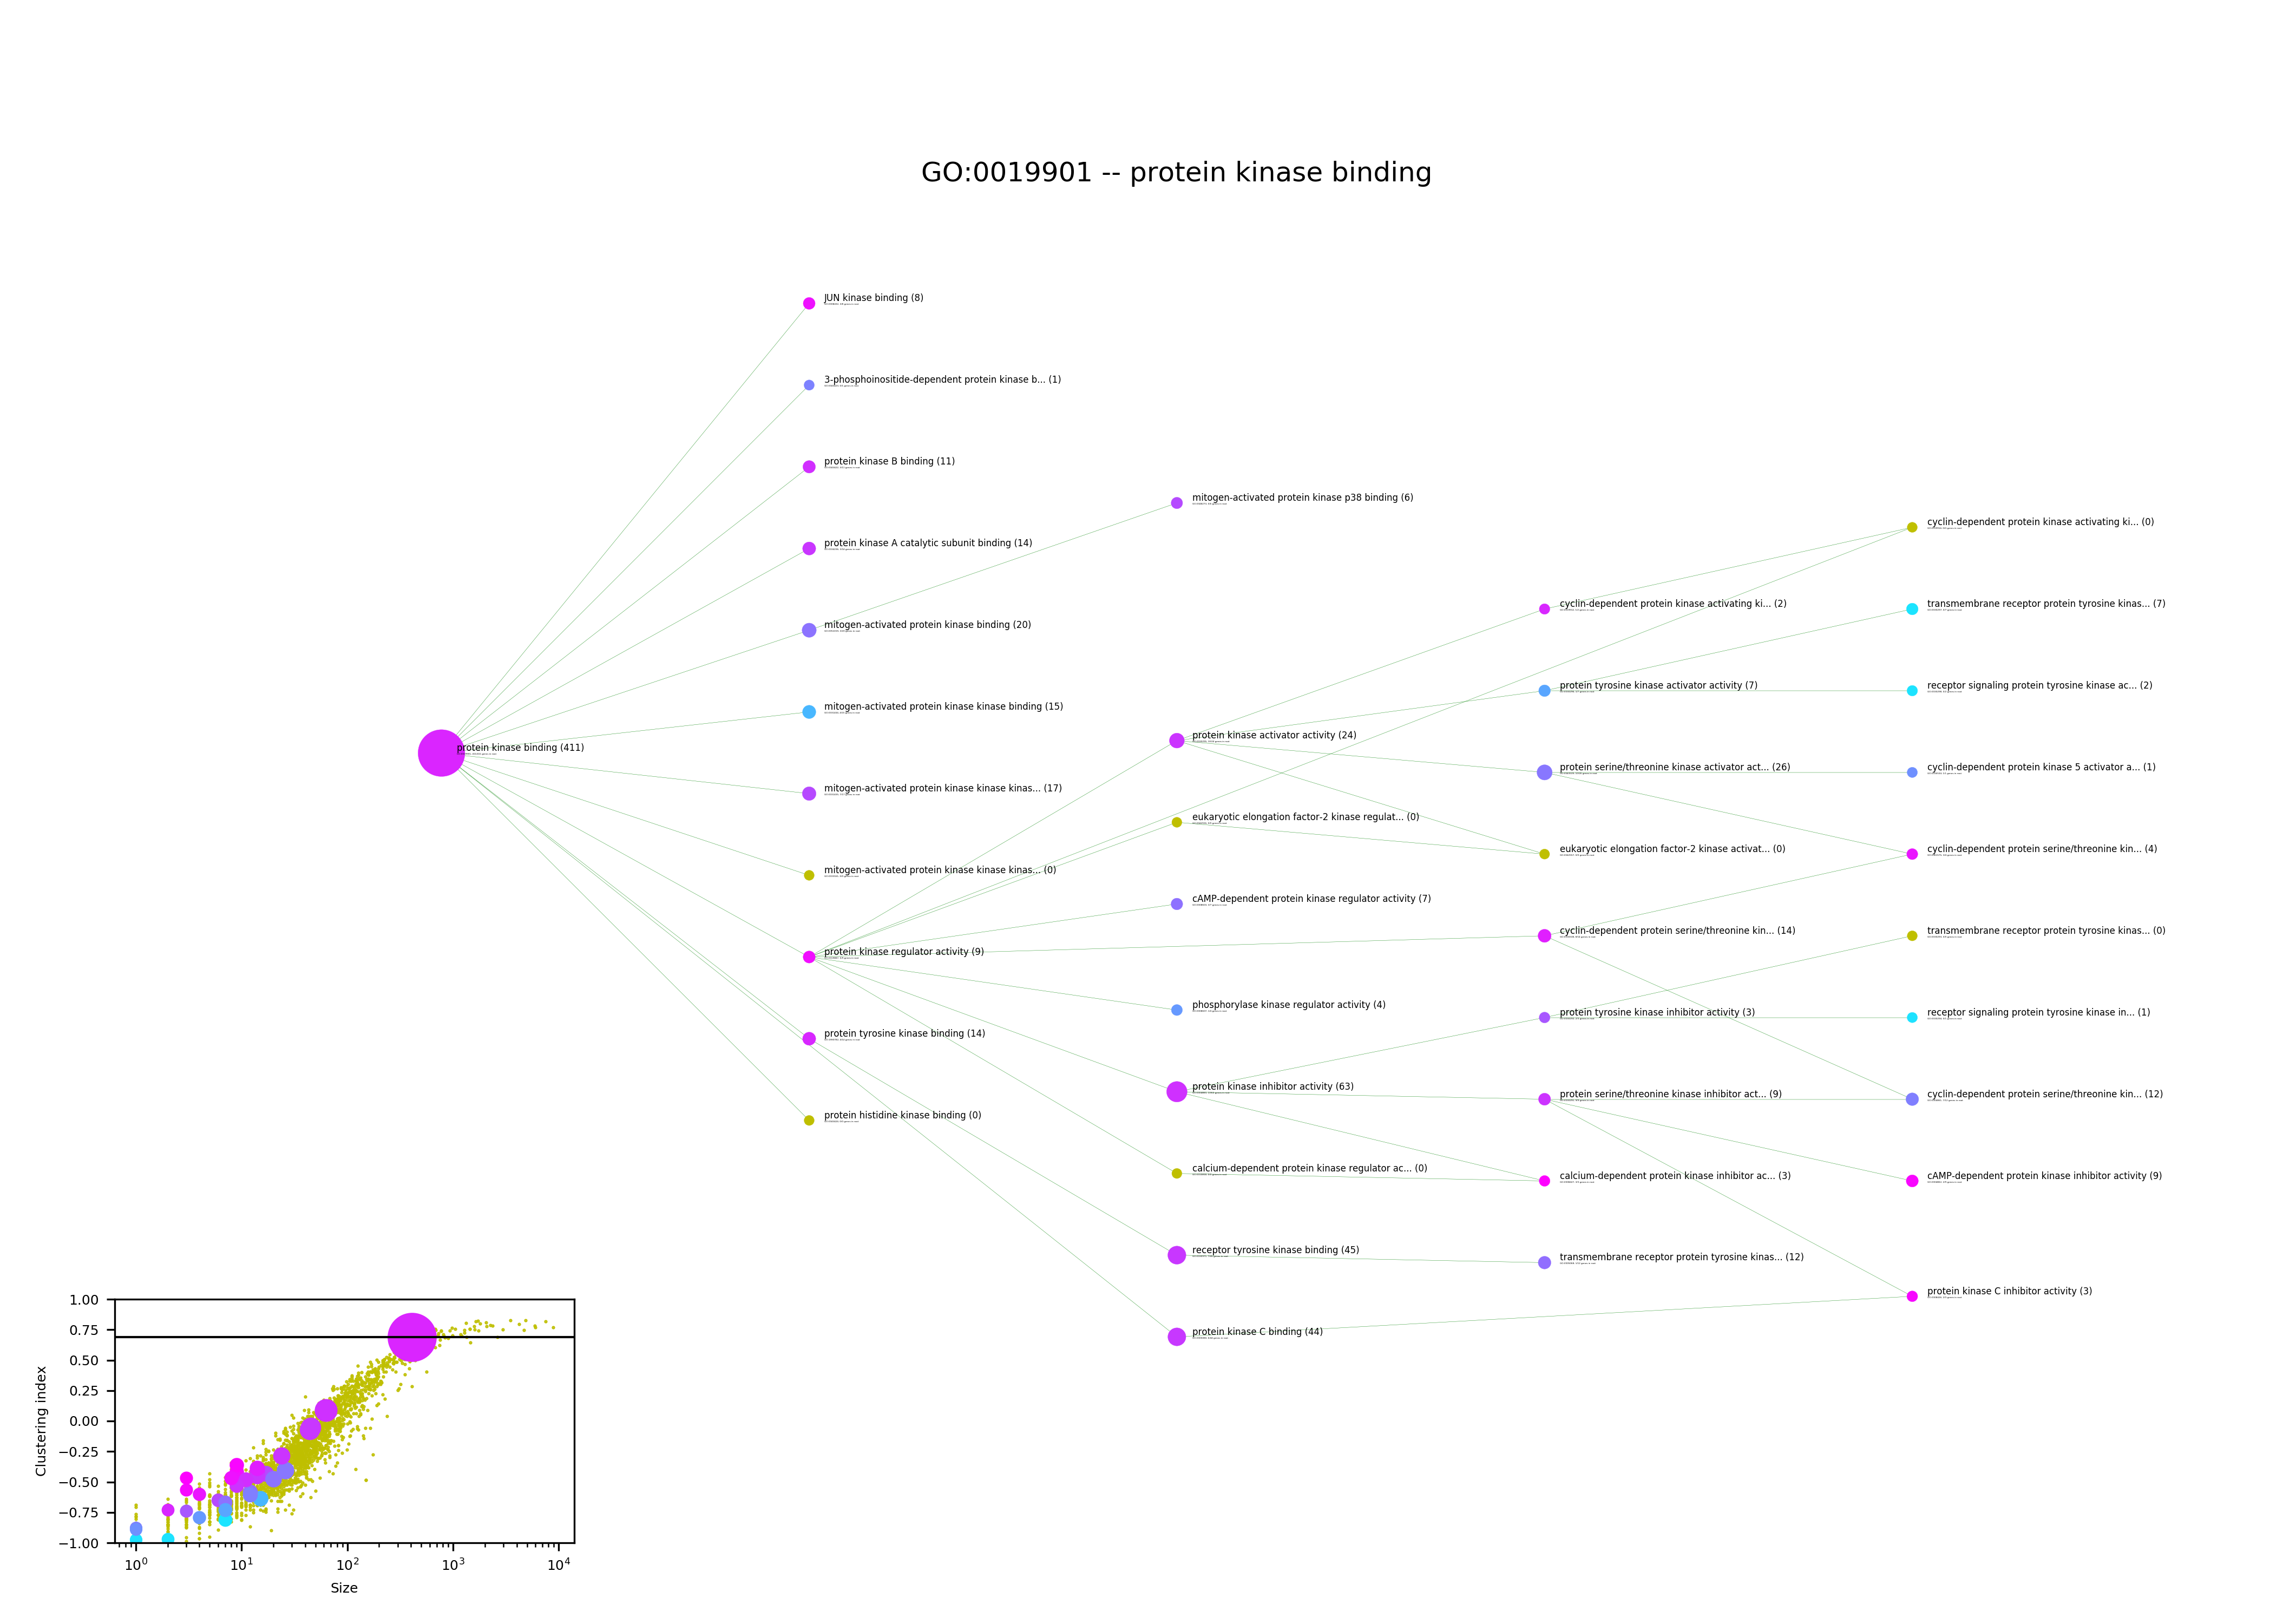 GO:0019901 -- protein kinase binding
protein kinase binding (411)
JUN kinase binding (8)
3-phosphoinositide-dependent protein kinase b... (1)
protein kinase B binding (11)
protein kinase A catalytic subunit binding (14)
mitogen-activated protein kinase binding (20)
mitogen-activated protein kinase kinase binding (15)
mitogen-activated protein kinase kinase kinas... (17)
mitogen-activated protein kinase kinase kinas... (0)
protein kinase regulator activity (9)
protein tyrosine kinase binding (14)
protein histidine kinase binding (0)
mitogen-activated protein kinase p38 binding (6)
protein kinase activator activity (24)
eukaryotic elongation factor-2 kinase regulat... (0)
cAMP-dependent protein kinase regulator activity (7)
phosphorylase kinase regulator activity (4)
protein kinase inhibitor activity (63)
calcium-dependent protein kinase regulator ac... (0)
receptor tyrosine kinase binding (45)
protein kinase C binding (44)
cyclin-dependent protein kinase activating ki... (2)
protein tyrosine kinase activator activity (7)
protein serine/threonine kinase activator act... (26)
eukaryotic elongation factor-2 kinase activat... (0)
cyclin-dependent protein serine/threonine kin... (14)
protein tyrosine kinase inhibitor activity (3)
protein serine/threonine kinase inhibitor act... (9)
calcium-dependent protein kinase inhibitor ac... (3)
transmembrane receptor protein tyrosine kinas... (12)
cyclin-dependent protein kinase activating ki... (0)
transmembrane receptor protein tyrosine kinas... (7)
receptor signaling protein tyrosine kinase ac... (2)
cyclin-dependent protein kinase 5 activator a... (1)
cyclin-dependent protein serine/threonine kin... (4)
transmembrane receptor protein tyrosine kinas... (0)
receptor signaling protein tyrosine kinase in... (1)
cyclin-dependent protein serine/threonine kin... (12)
cAMP-dependent protein kinase inhibitor activity (9)
protein kinase C inhibitor activity (3)
Clustering index
1.00
0.75
0.50
0.25
0.00
−0.25
−0.50
−0.75
−1.00
10⁰ 10¹ 10² 10³ 10⁴
Size